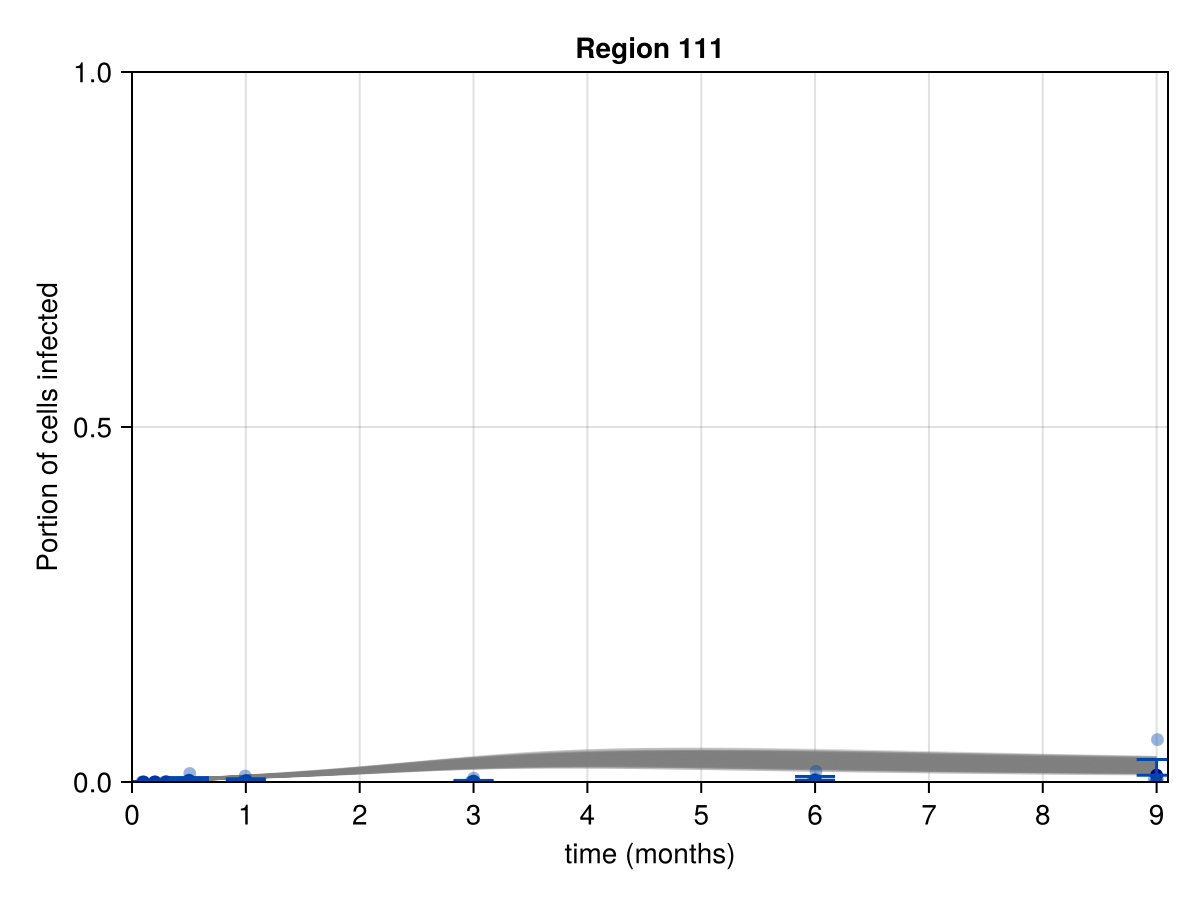 Region 111
1.0
0.5
0.0
Portion of cells infected
0 1 2 3 4 5 6 7 8 9
time (months)